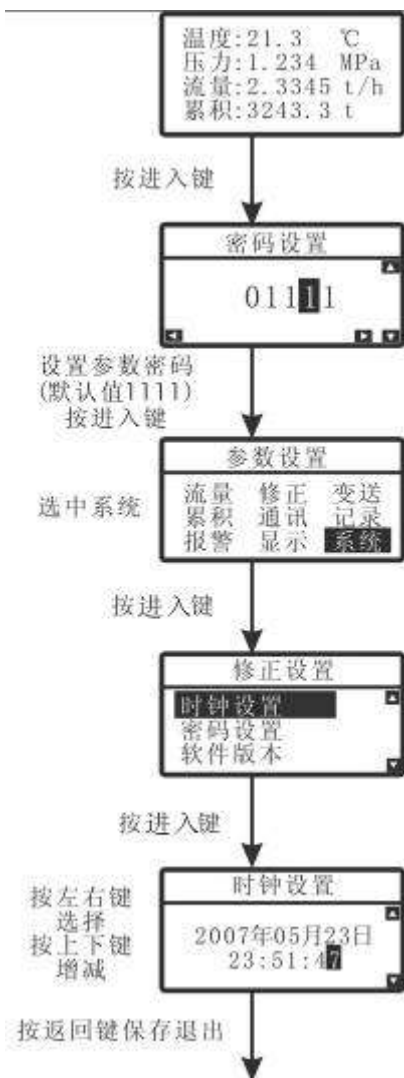 温度:21.3 ℃
压力:1.234 MPa
流量:2.3345 t/h
累积:3243.3 t
按进入键
密码设置
01111
设置参数密码
(默认值1111)
按进入键
参数设置
选中系统
流量 修正 变送
累积 通讯 记录
报警 显示 系统
按进入键
修正设置
时钟设置
密码设置
软件版本
按进入键
时钟设置
按左右键
选择
按上下键
增减
2007年05月23日
23:51:47
按返回键保存退出